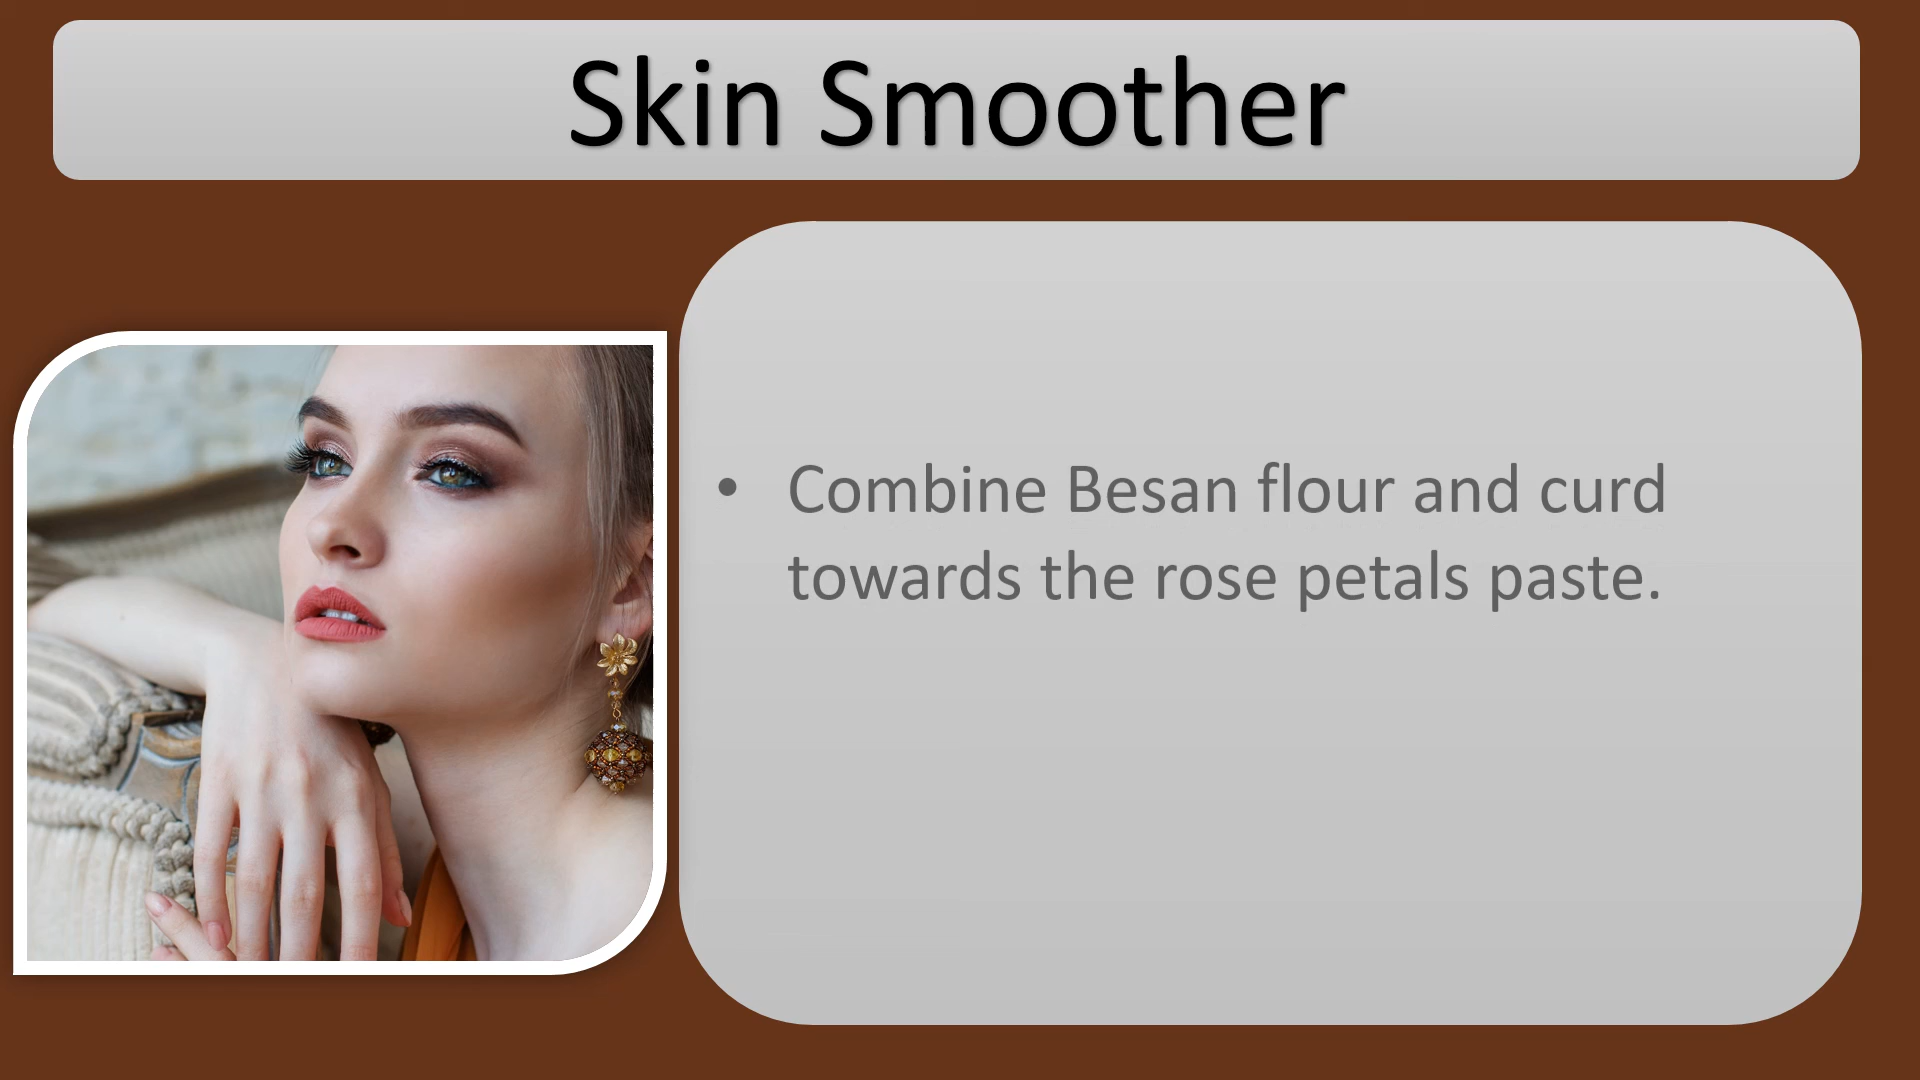 Skin Smoother
• Combine Besan flour and curd
towards the rose petals paste.